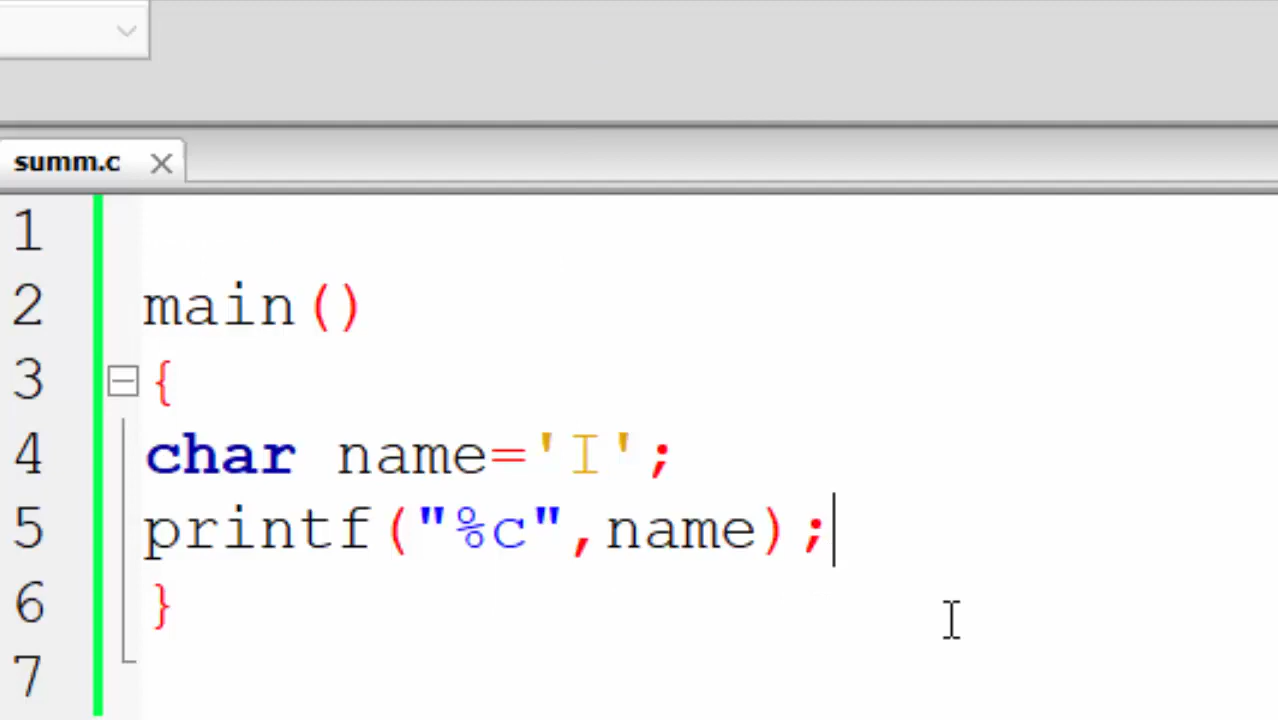 summ.c
1
2 main()
3 {
4 char name='I';
5 printf("%c",name);
6 }
7